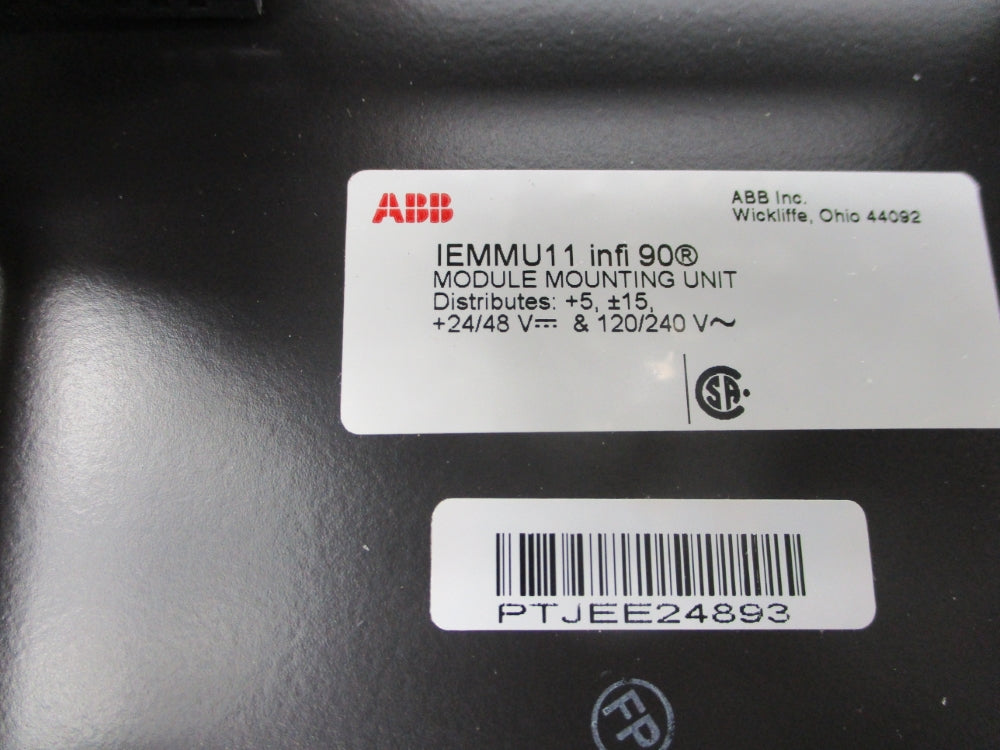 ABB
ABB Inc.
Wickliffe, Ohio 44092
IEMMU11 infi 90®
MODULE MOUNTING UNIT
Distributes: +5, ±15,
+24/48 V⎓ & 120/240 V~
SA
PTJEE24893
FP